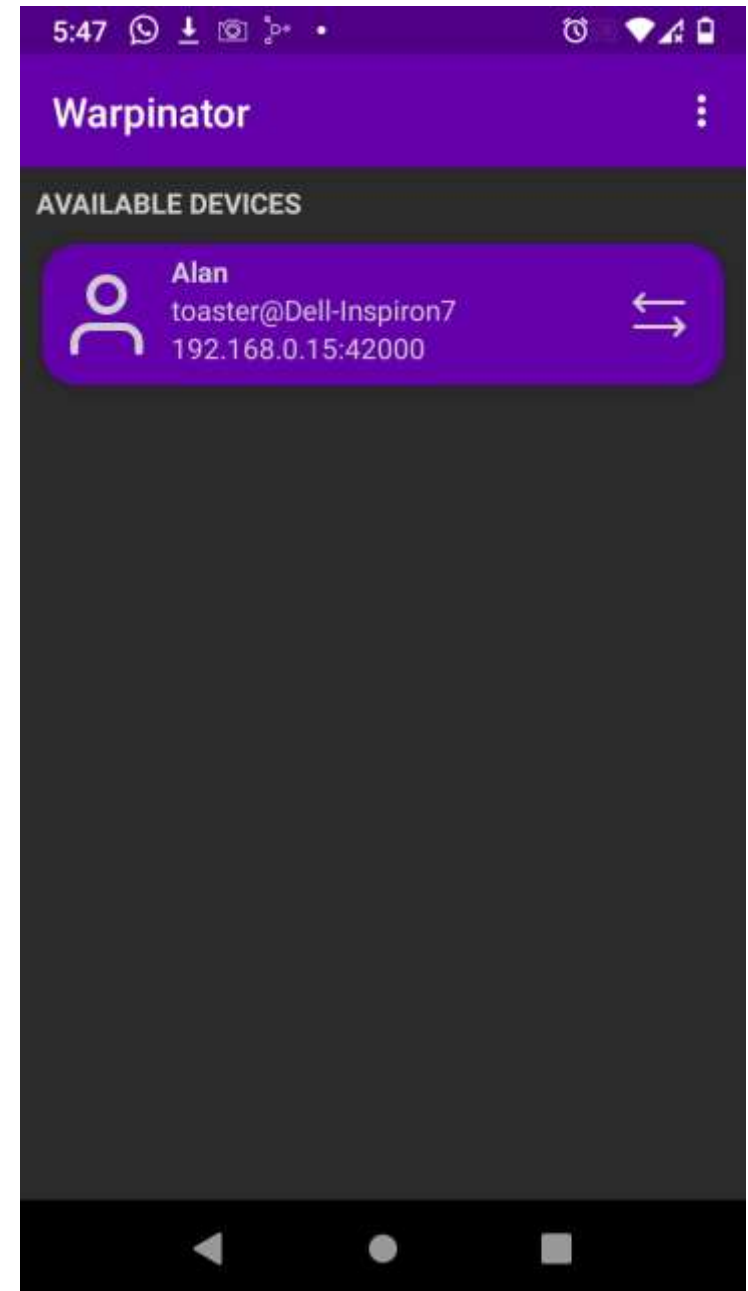 5:47
Warpinator
AVAILABLE DEVICES
Alan
toaster@Dell-Inspiron7
192.168.0.15:42000